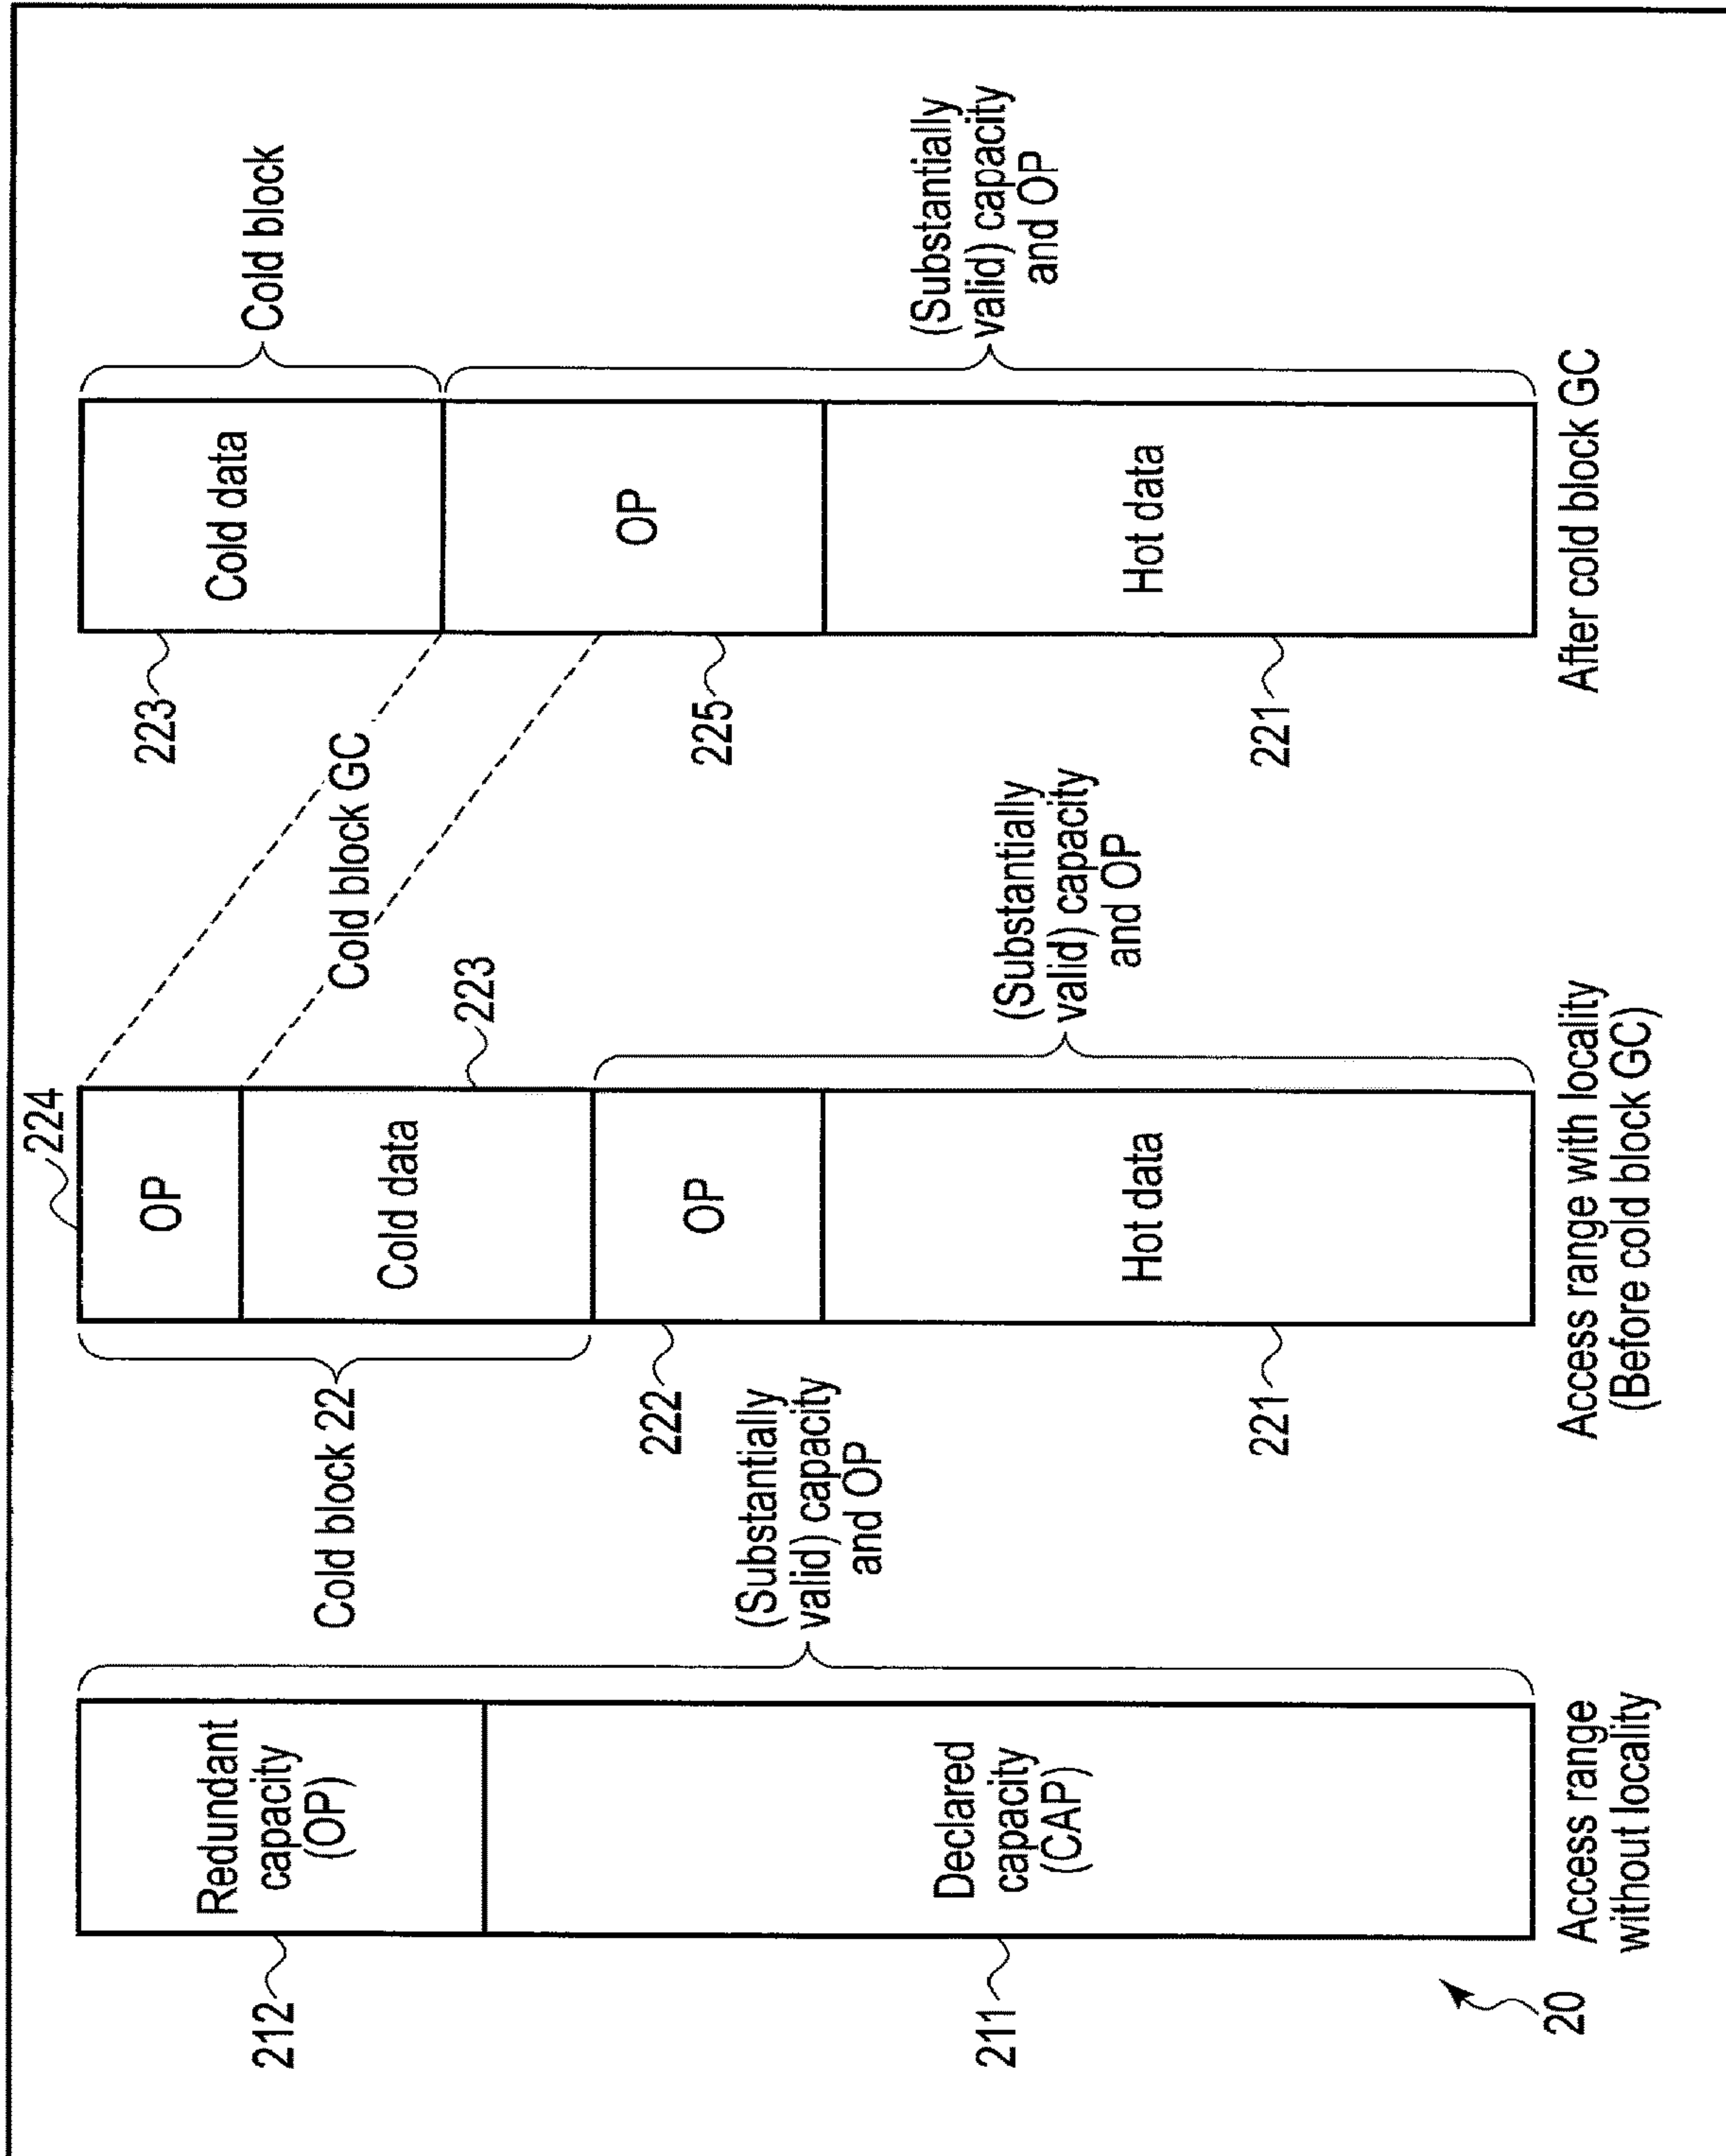 212
Redundant
capacity
(OP)
211
Declared
capacity
(CAP)
(Substantially
valid) capacity
and OP
20
Access range
without locality
Cold block 22
224
OP
223
Cold data
222
OP
221
Hot data
(Substantially
valid) capacity
and OP
Access range with locality
(Before cold block GC)
Cold block GC
223
Cold data
Cold block
225
OP
221
Hot data
(Substantially
valid) capacity
and OP
After cold block GC